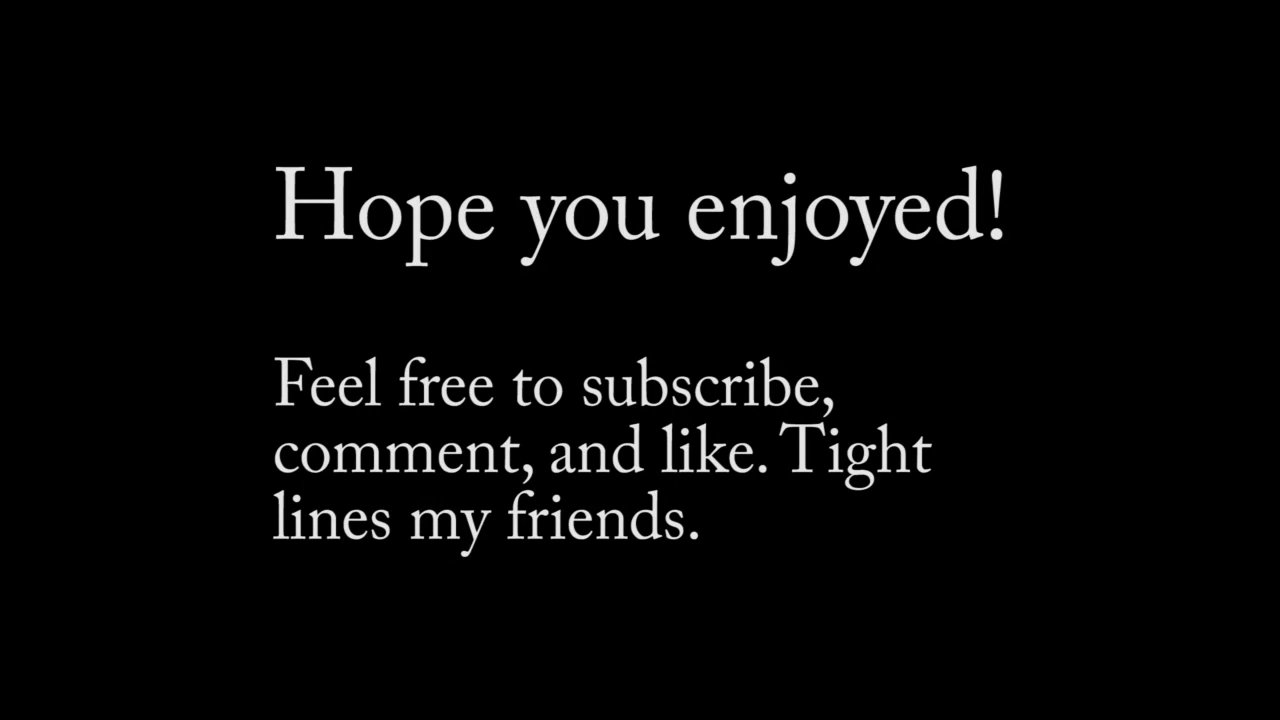 Hope you enjoyed!
Feel free to subscribe,
comment, and like. Tight
lines my friends.